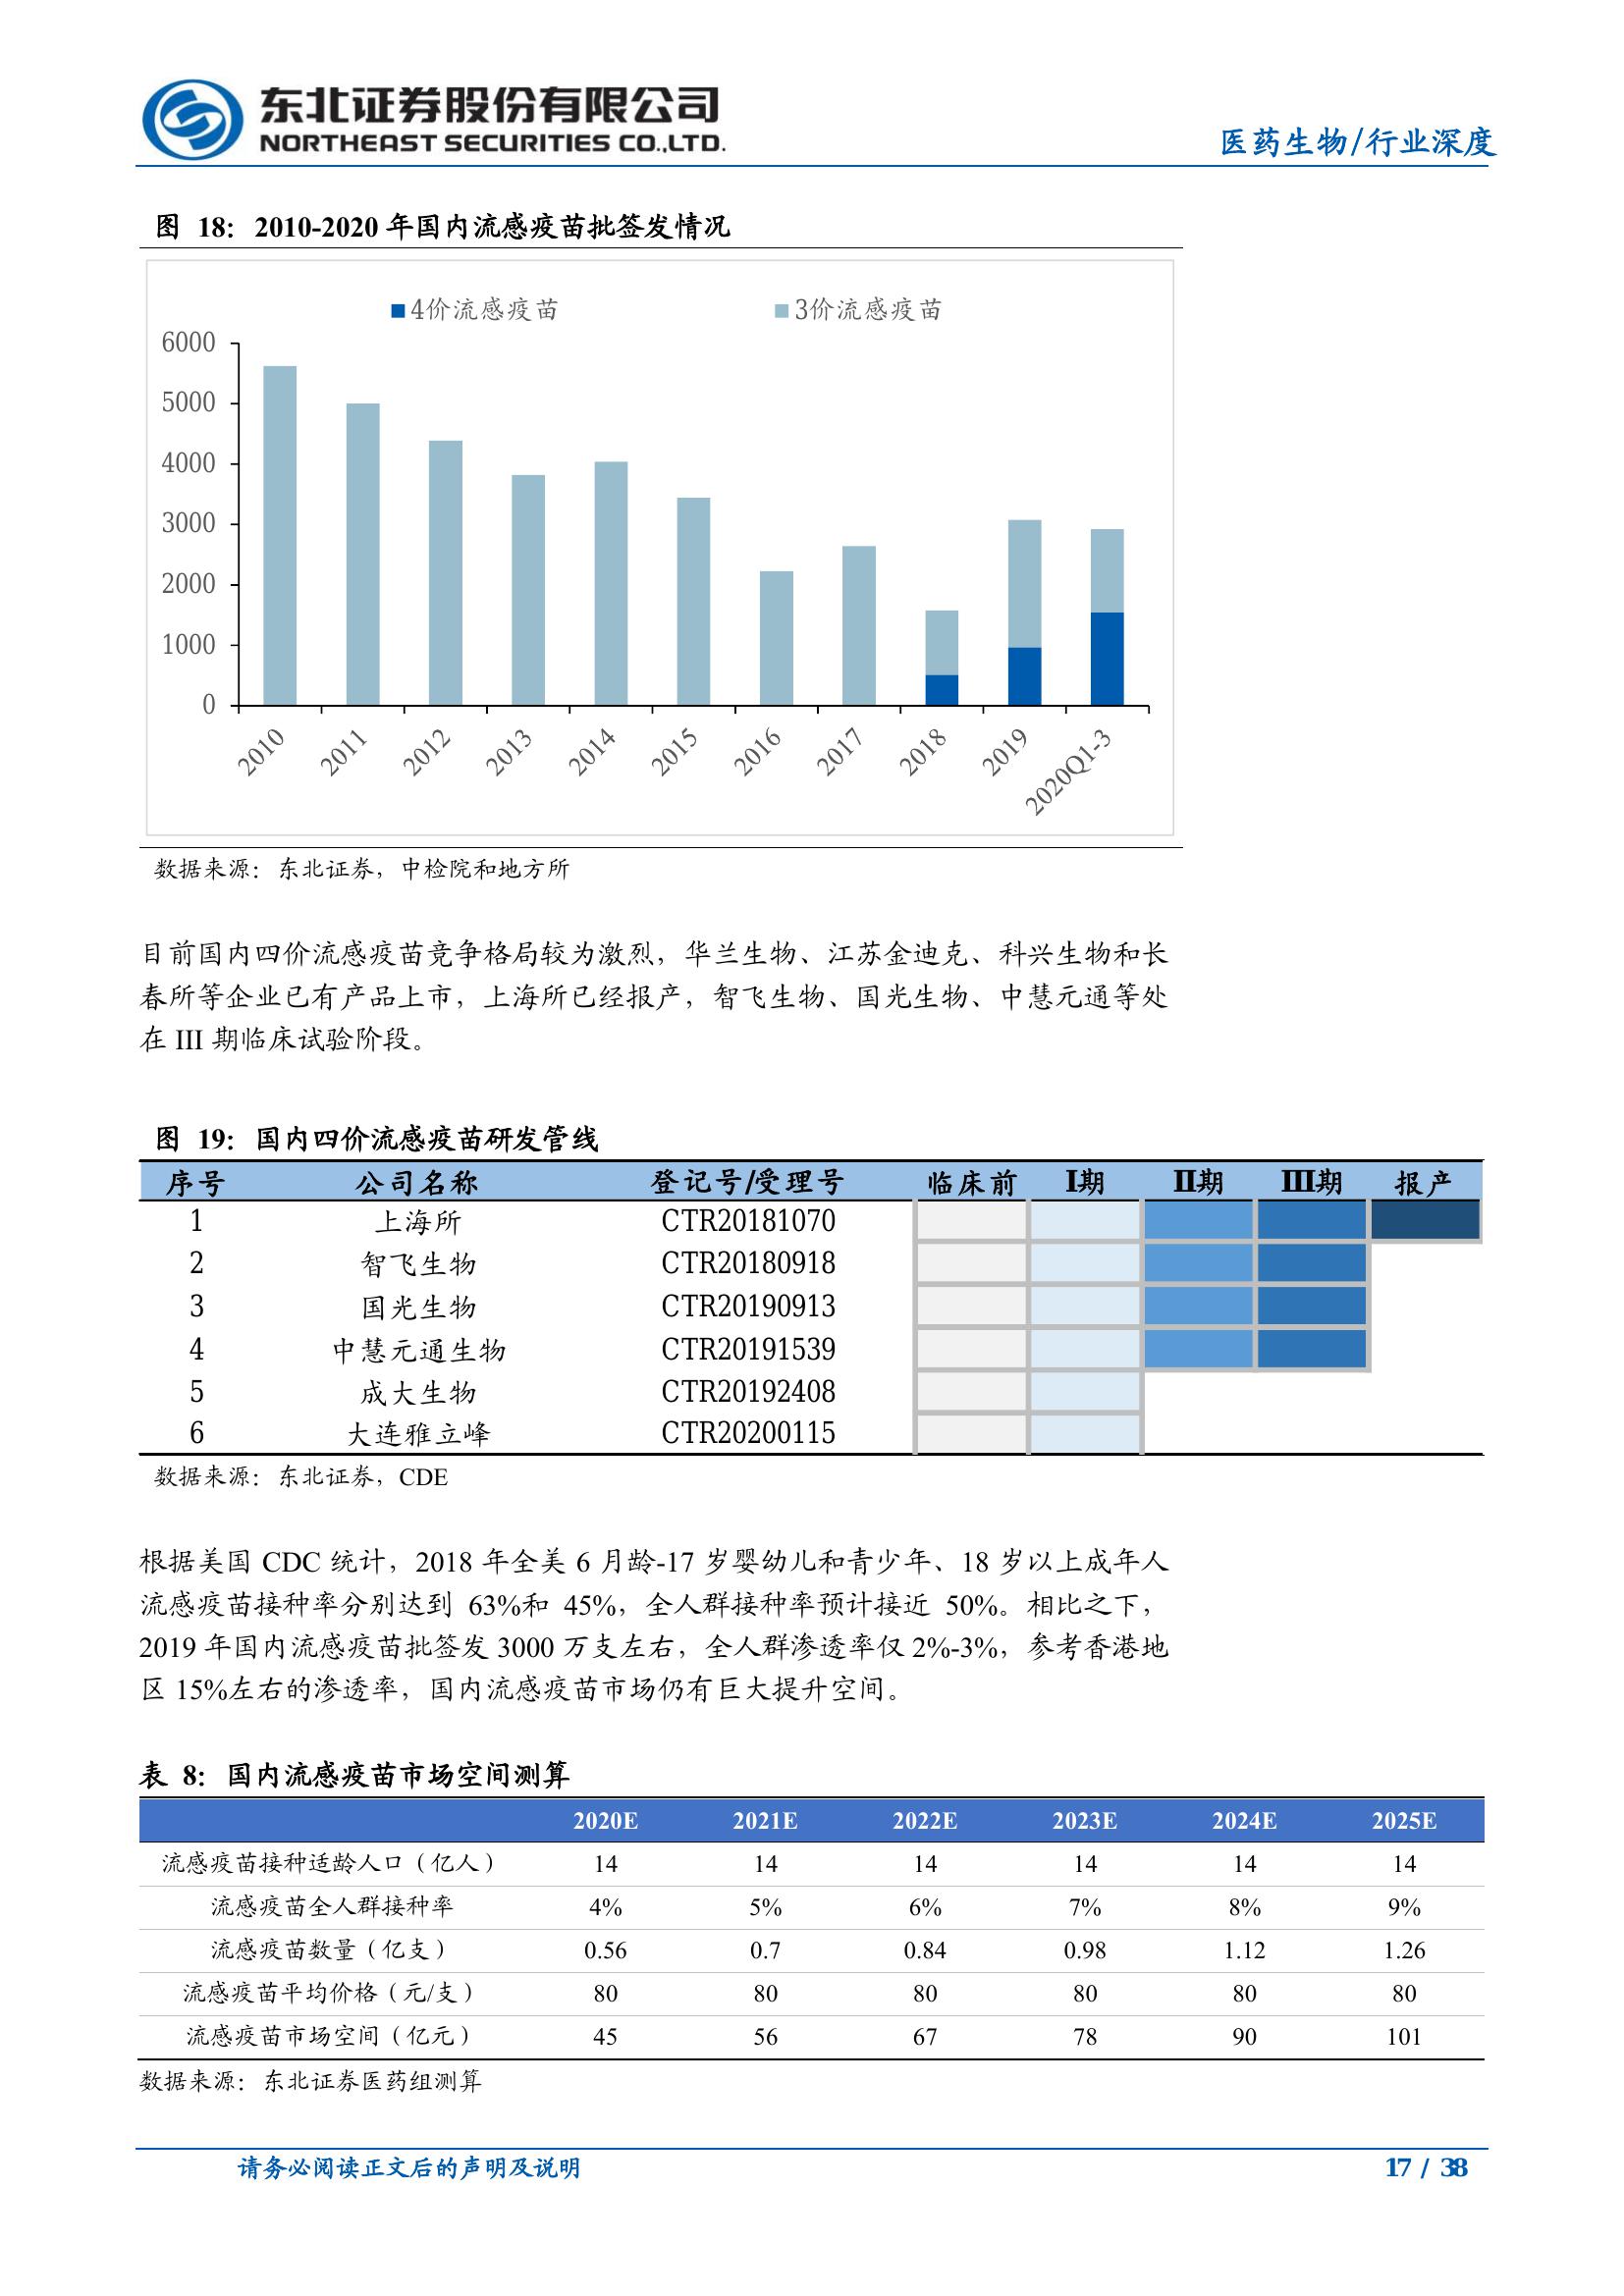 东北证券股份有限公司
NORTHEAST SECURITIES CO.,LTD.
医药生物/行业深度
图 18：2010-2020 年国内流感疫苗批签发情况
4价流感疫苗 3价流感疫苗
6000
5000
4000
3000
2000
1000
0
2010 2011 2012 2013 2014 2015 2016 2017 2018 2019 2020Q1-3
数据来源：东北证券，中检院和地方所
目前国内四价流感疫苗竞争格局较为激烈，华兰生物、江苏金迪克、科兴生物和长
春所等企业已有产品上市，上海所已经报产，智飞生物、国光生物、中慧元通等处
在 III 期临床试验阶段。
图 19：国内四价流感疫苗研发管线
序号 公司名称 登记号/受理号 临床前 Ⅰ期 Ⅱ期 Ⅲ期 报产
1 上海所 CTR20181070
2 智飞生物 CTR20180918
3 国光生物 CTR20190913
4 中慧元通生物 CTR20191539
5 成大生物 CTR20192408
6 大连雅立峰 CTR20200115
数据来源：东北证券，CDE
根据美国 CDC 统计，2018 年全美 6 月龄-17 岁婴幼儿和青少年、18 岁以上成年人
流感疫苗接种率分别达到 63%和 45%，全人群接种率预计接近 50%。相比之下，
2019 年国内流感疫苗批签发 3000 万支左右，全人群渗透率仅 2%-3%，参考香港地
区 15%左右的渗透率，国内流感疫苗市场仍有巨大提升空间。
表 8：国内流感疫苗市场空间测算
2020E 2021E 2022E 2023E 2024E 2025E
流感疫苗接种适龄人口（亿人） 14 14 14 14 14 14
流感疫苗全人群接种率 4% 5% 6% 7% 8% 9%
流感疫苗数量（亿支） 0.56 0.7 0.84 0.98 1.12 1.26
流感疫苗平均价格（元/支） 80 80 80 80 80 80
流感疫苗市场空间（亿元） 45 56 67 78 90 101
数据来源：东北证券医药组测算
请务必阅读正文后的声明及说明 17 / 38